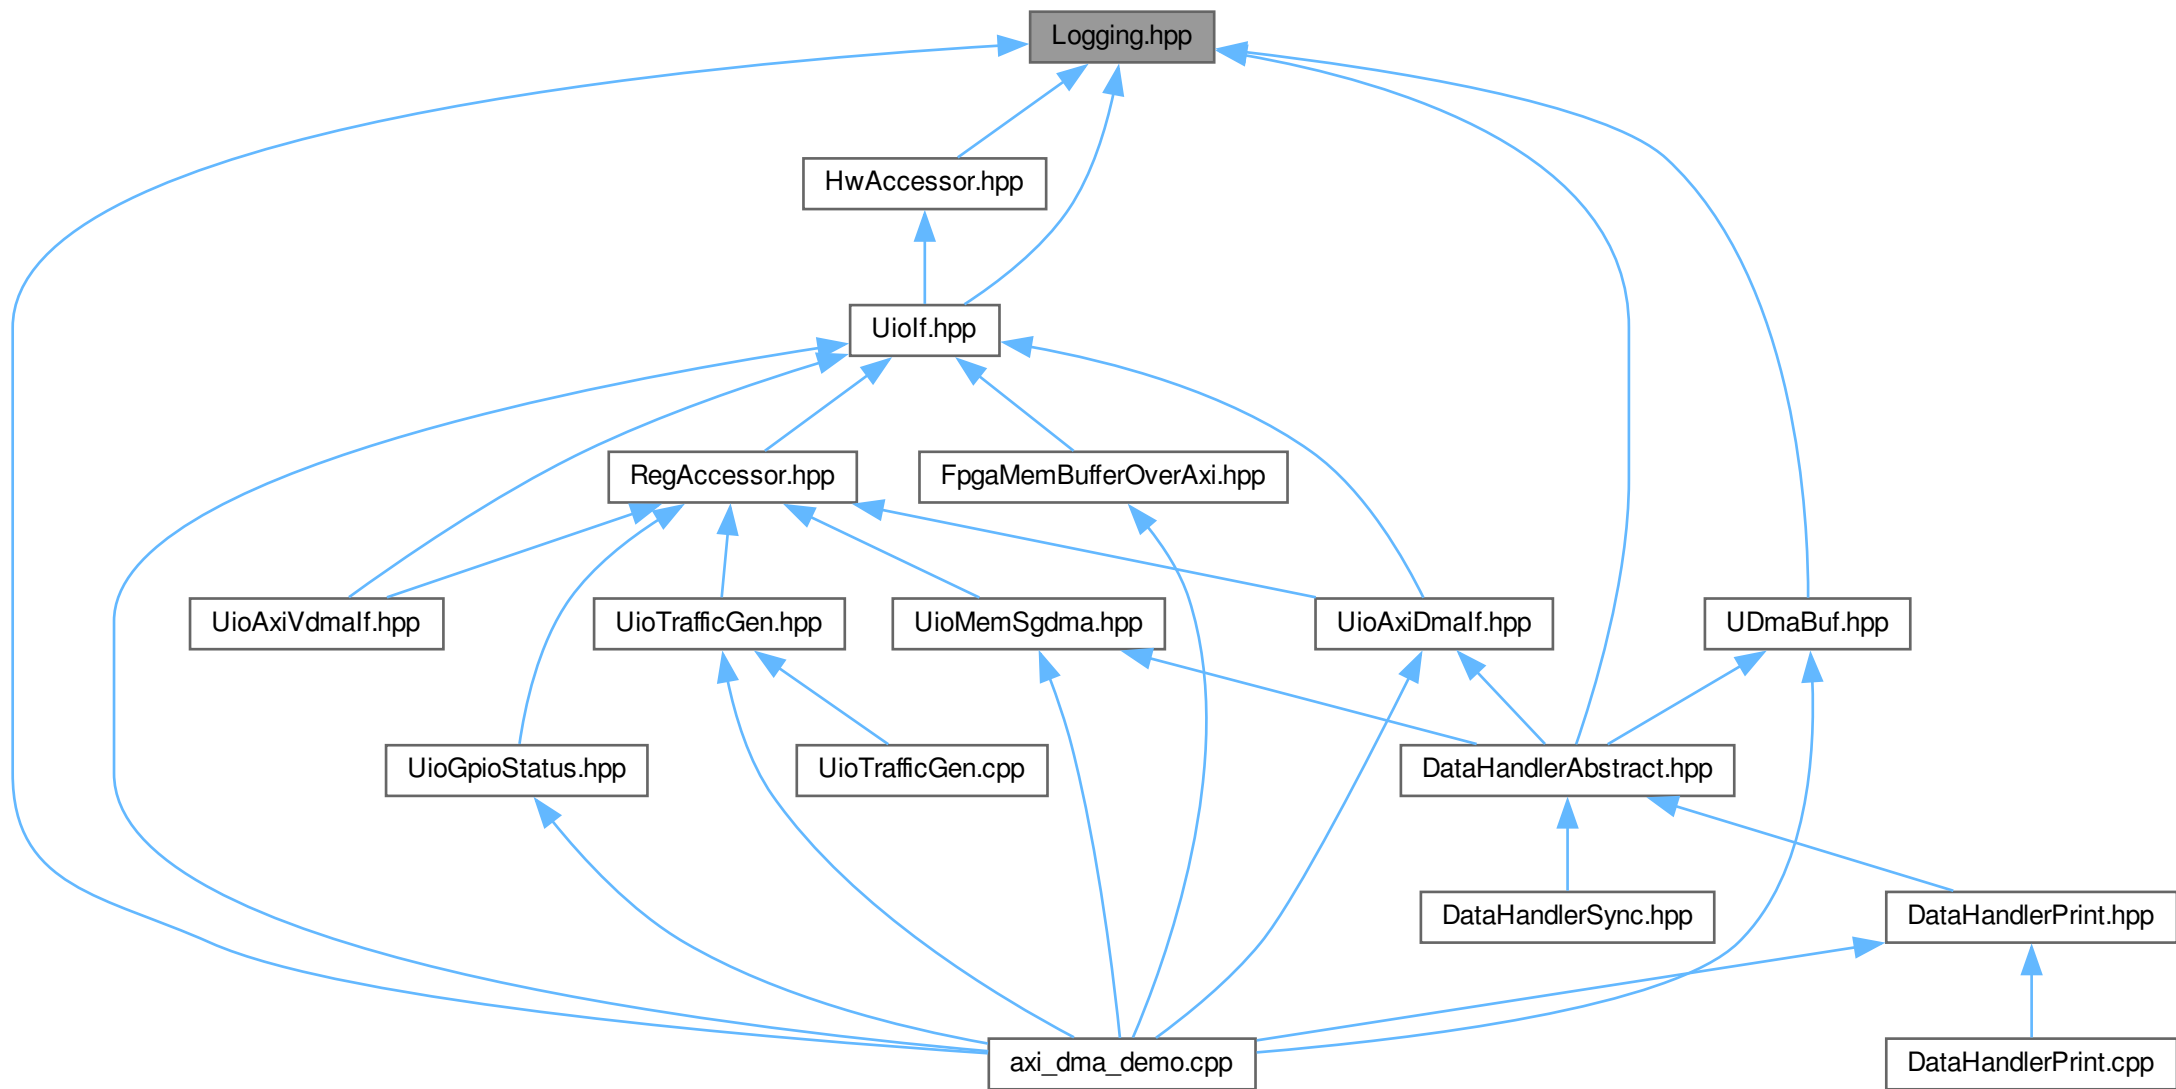 Logging.hpp
HwAccessor.hpp
UioIf.hpp
RegAccessor.hpp
FpgaMemBufferOverAxi.hpp
UioAxiVdmaIf.hpp
UioTrafficGen.hpp
UioMemSgdma.hpp
UioAxiDmaIf.hpp
UDmaBuf.hpp
UioGpioStatus.hpp
UioTrafficGen.cpp
DataHandlerAbstract.hpp
DataHandlerSync.hpp
DataHandlerPrint.hpp
axi_dma_demo.cpp
DataHandlerPrint.cpp